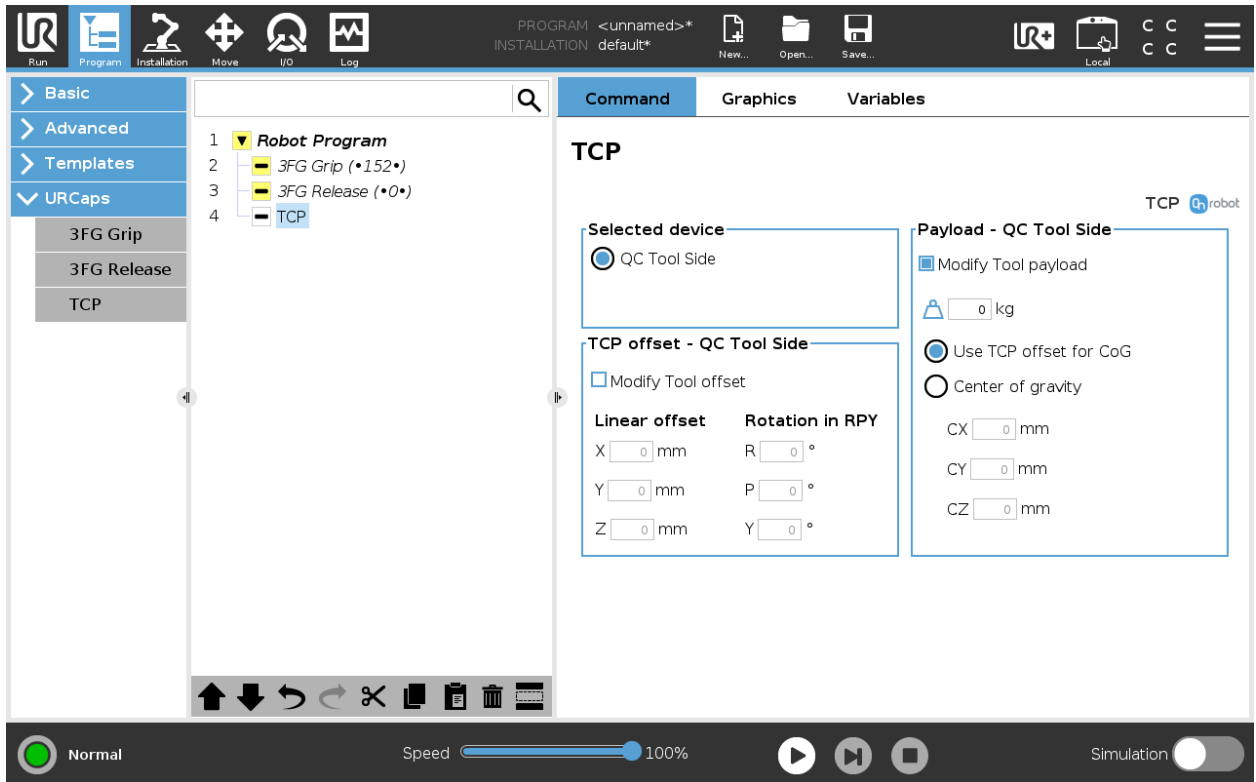 UR PROGRAM <unnamed>* UR+ C C
INSTALLATION default* C C
Run Program Installation Move I/O Log New... Open... Save... Local
Basic
Advanced
Templates
URCaps
3FG Grip
3FG Release
TCP
1 Robot Program
2 3FG Grip (•152•)
3 3FG Release (•0•)
4 TCP
Command Graphics Variables
TCP
TCP On robot
Selected device
QC Tool Side
TCP offset - QC Tool Side
Modify Tool offset
Linear offset Rotation in RPY
X 0 mm R 0 °
Y 0 mm P 0 °
Z 0 mm Y 0 °
Payload - QC Tool Side
Modify Tool payload
0 kg
Use TCP offset for CoG
Center of gravity
CX 0 mm
CY 0 mm
CZ 0 mm
Normal Speed 100% Simulation